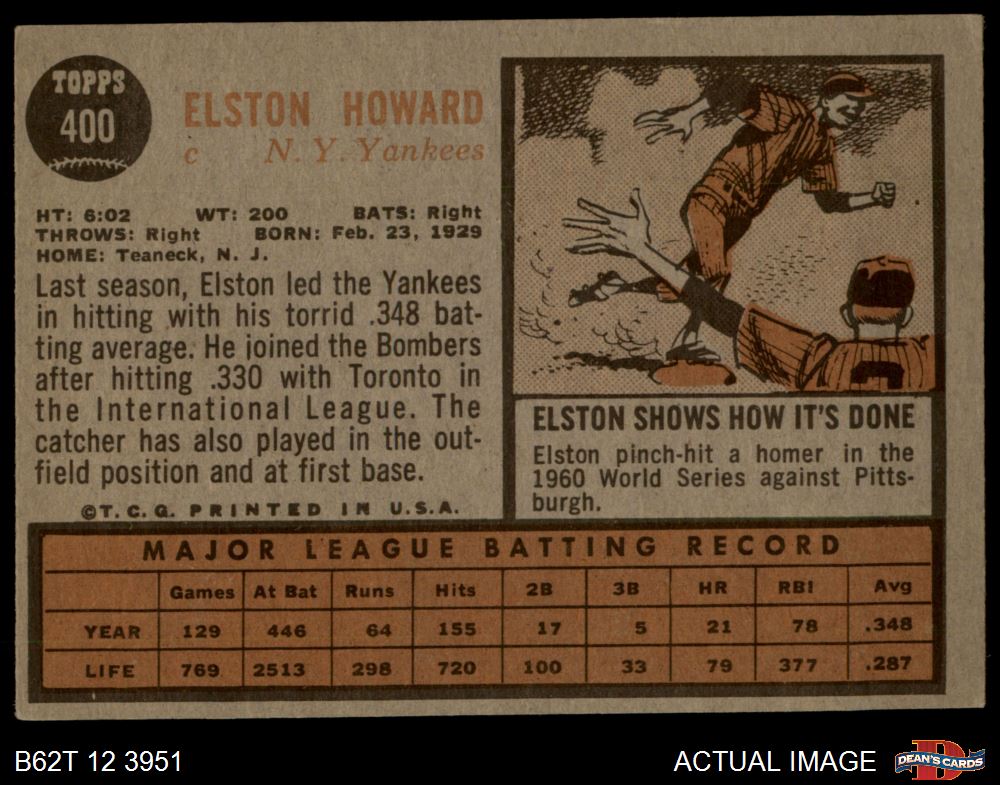 TOPPS
400
ELSTON HOWARD
c N. Y. Yankees
HT: 6:02 WT: 200 BATS: Right
THROWS: Right BORN: Feb. 23, 1929
HOME: Teaneck, N. J.
Last season, Elston led the Yankees
in hitting with his torrid .348 bat-
ting average. He joined the Bombers
after hitting .330 with Toronto in
the International League. The
catcher has also played in the out-
field position and at first base.
©T. C. G. PRINTED IN U.S.A.
ELSTON SHOWS HOW IT'S DONE
Elston pinch-hit a homer in the
1960 World Series against Pitts-
burgh.
MAJOR LEAGUE BATTING RECORD
Games At Bat Runs Hits 2B 3B HR RBI Avg
YEAR 129 446 64 155 17 5 21 78 .348
LIFE 769 2513 298 720 100 33 79 377 .287
B62T 12 3951
ACTUAL IMAGE
D
DEAN'S CARDS